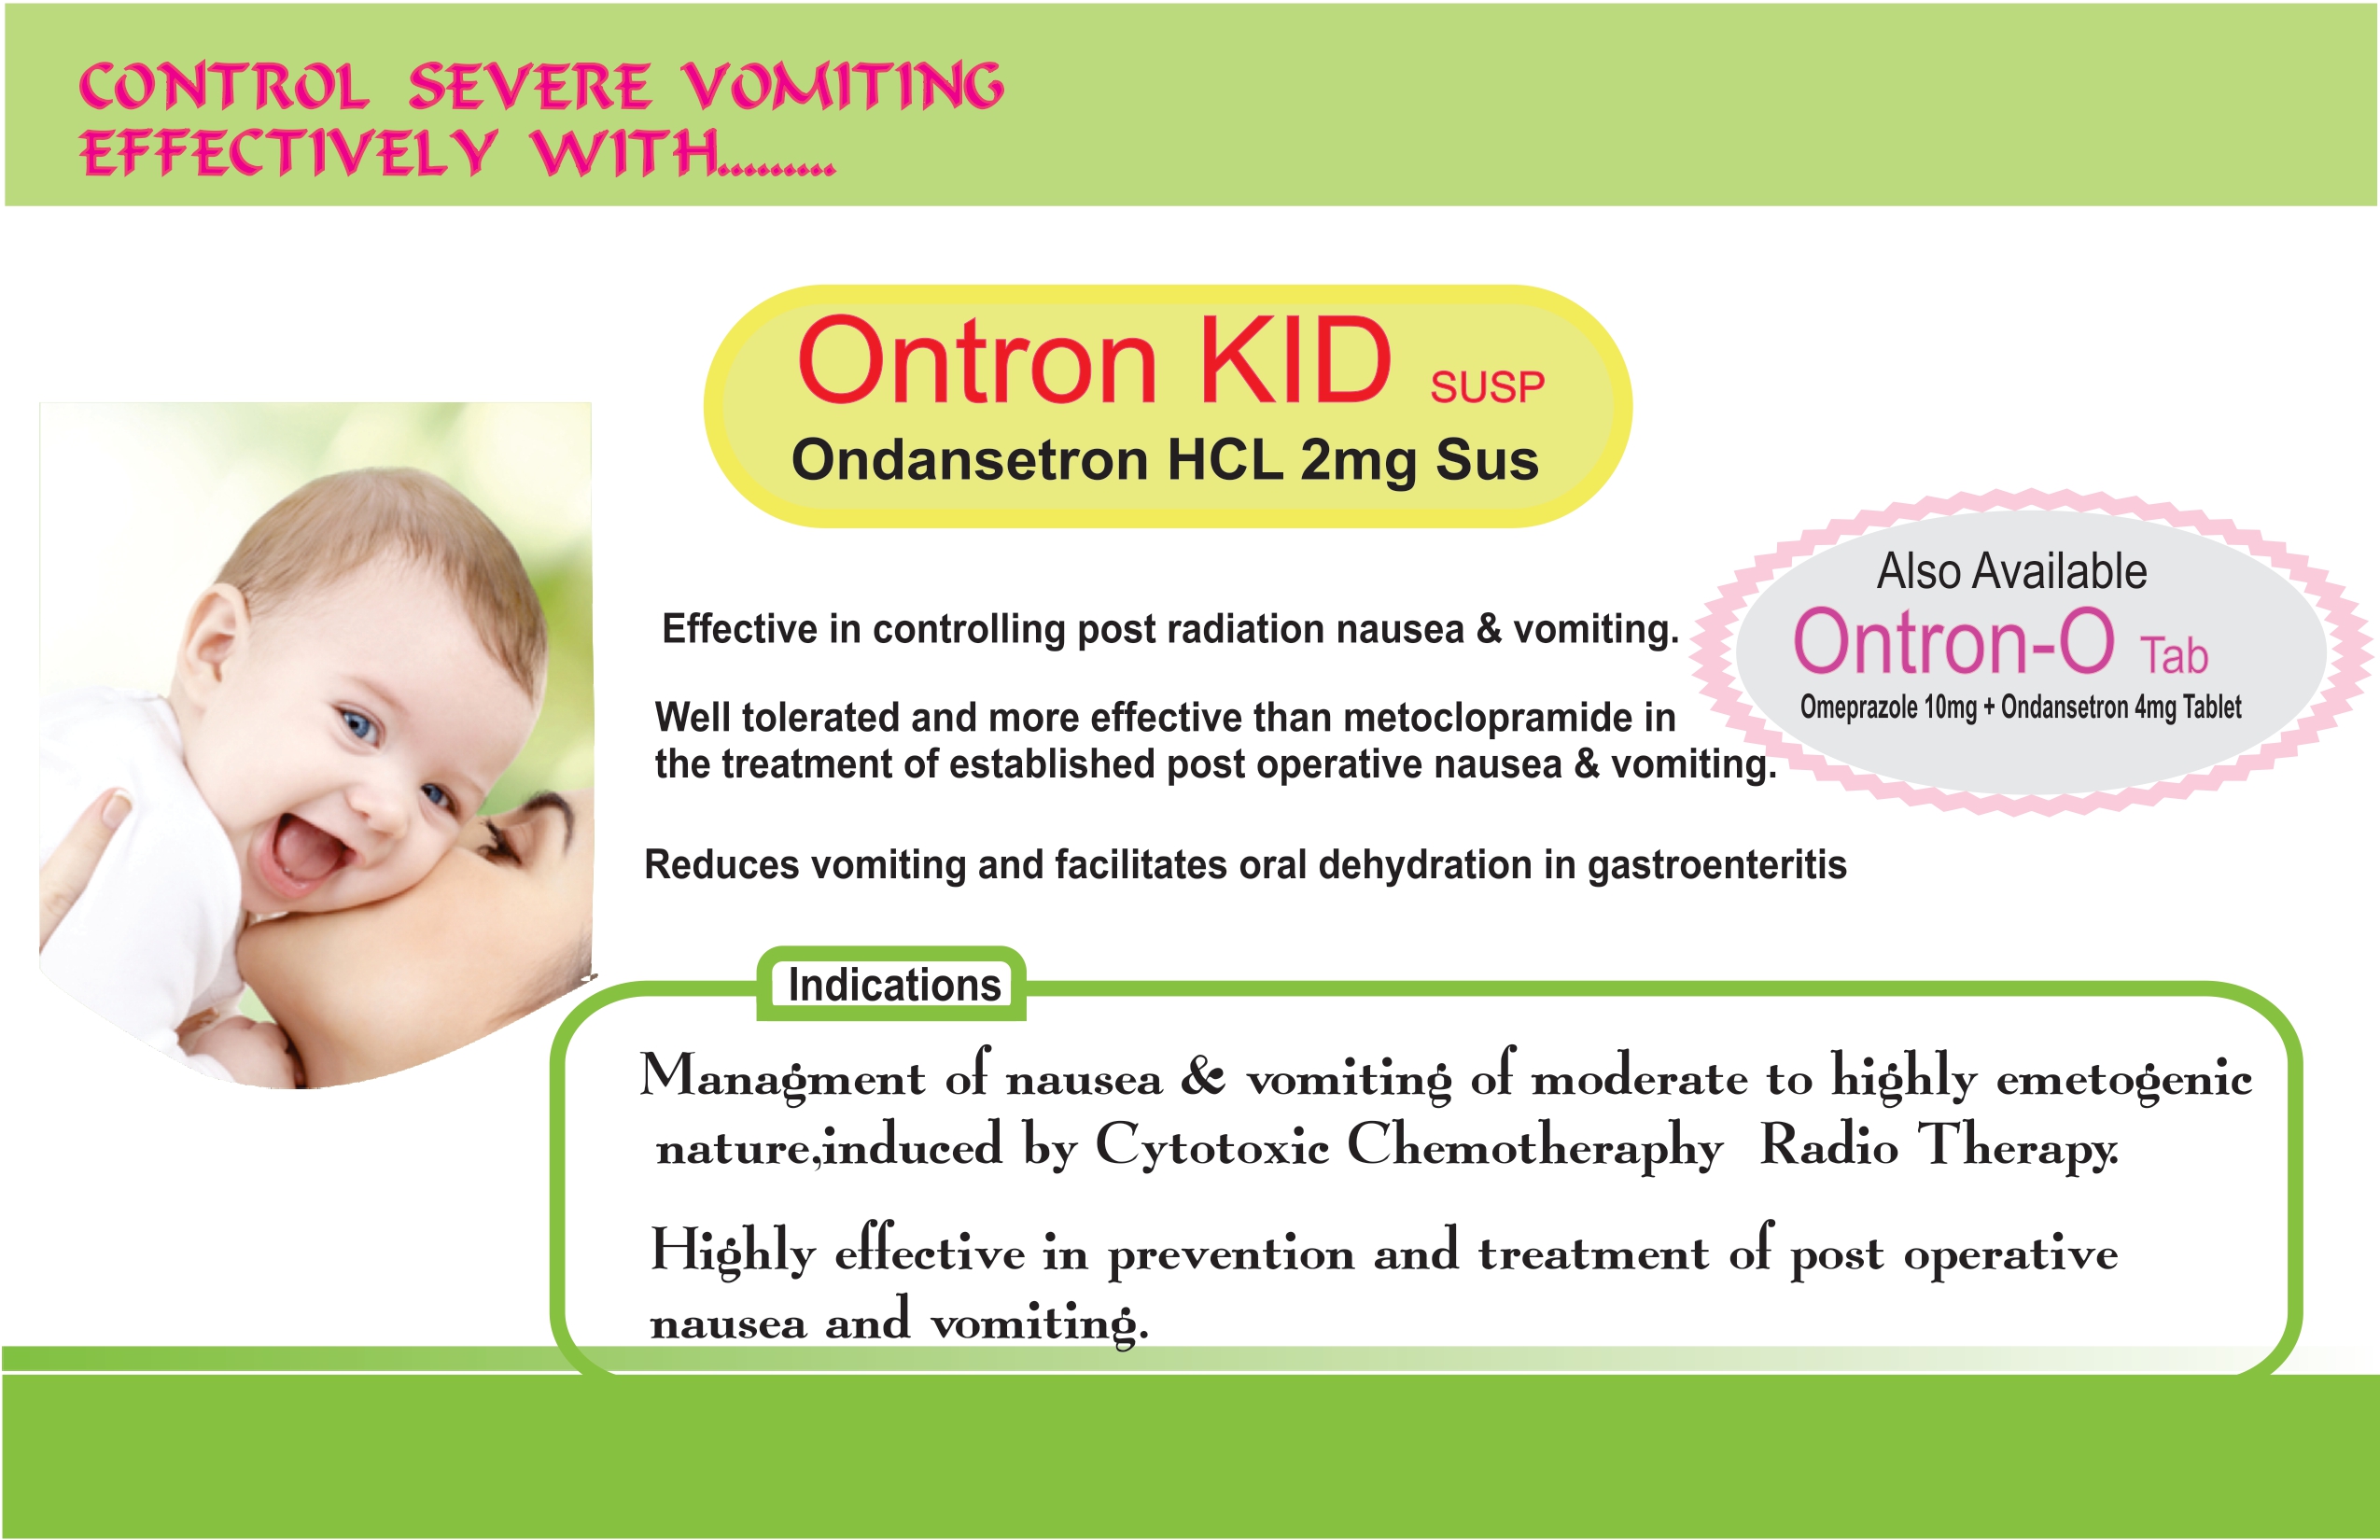 CONTROL SEVERE VOMITING
EFFECTIVELY WITH.........
Ontron KID SUSP
Ondansetron HCL 2mg Sus
Effective in controlling post radiation nausea & vomiting.
Well tolerated and more effective than metoclopramide in
the treatment of established post operative nausea & vomiting.
Reduces vomiting and facilitates oral dehydration in gastroenteritis
Also Available
Ontron-O Tab
Omeprazole 10mg + Ondansetron 4mg Tablet
Indications
Managment of nausea & vomiting of moderate to highly emetogenic
nature,induced by Cytotoxic Chemotheraphy Radio Therapy.
Highly effective in prevention and treatment of post operative
nausea and vomiting.